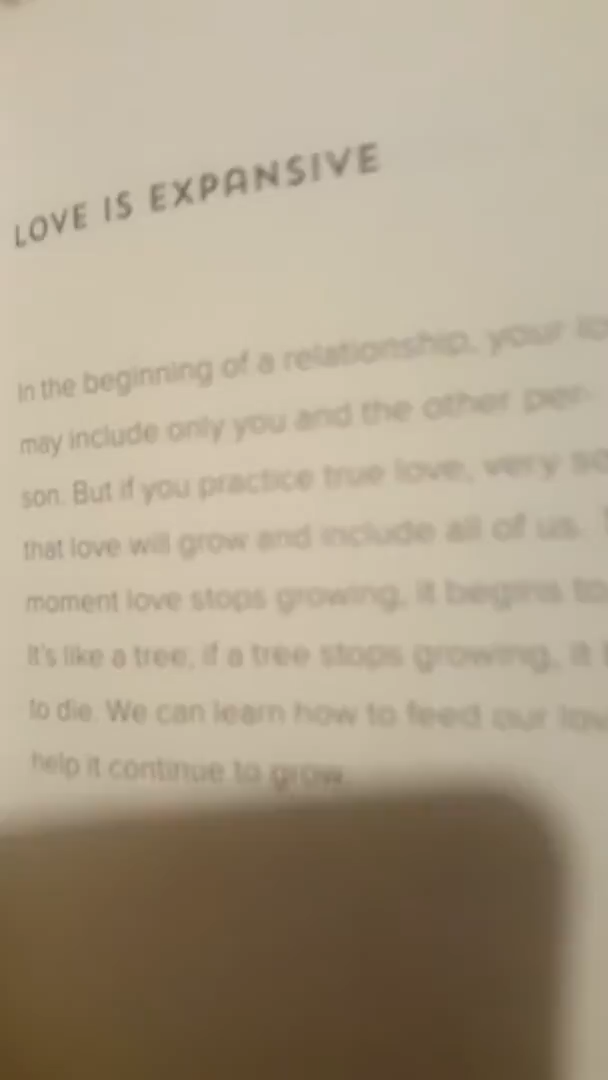 LOVE IS EXPANSIVE
In the beginning of a relationship, your
may include only you and the other per-
son. But if you practice true love, very
that love will grow and include all of us.
moment love stops growing, it begins to
It's like a tree; if a tree stops growing, it
to die. We can learn how to feed our
help it continue to grow.